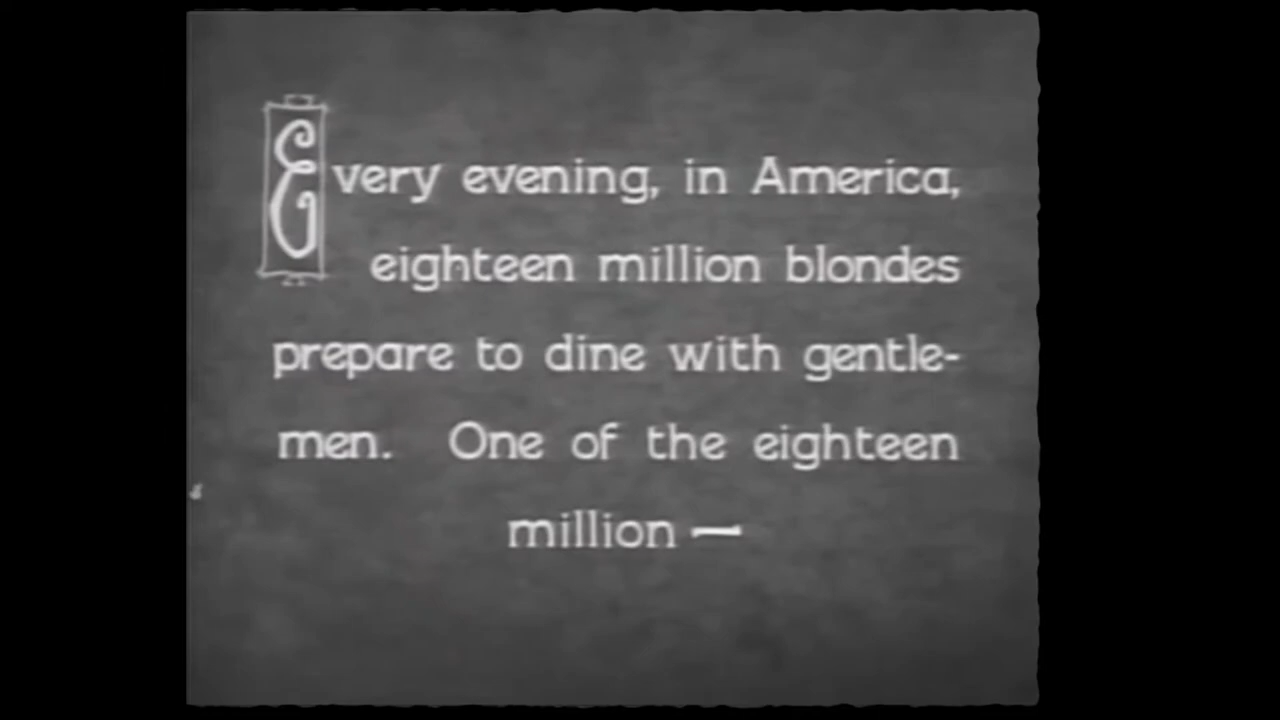 Every evening, in America,
eighteen million blondes
prepare to dine with gentle-
men. One of the eighteen
million —